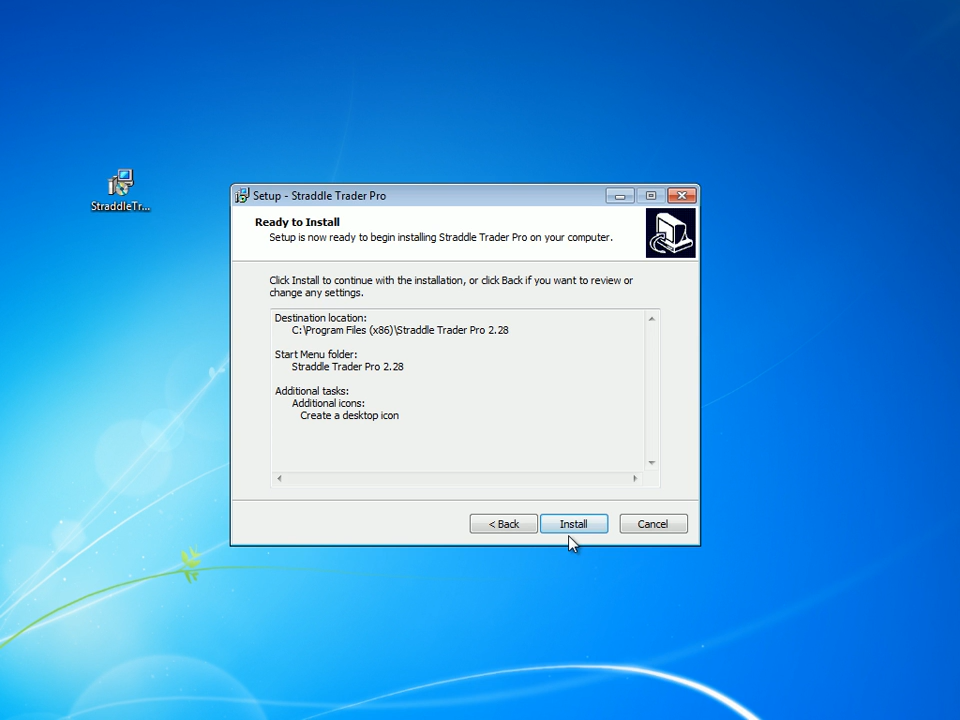 StraddleTr...
Setup - Straddle Trader Pro
Ready to Install
Setup is now ready to begin installing Straddle Trader Pro on your computer.
Click Install to continue with the installation, or click Back if you want to review or
change any settings.
Destination location:
C:\Program Files (x86)\Straddle Trader Pro 2.28
Start Menu folder:
Straddle Trader Pro 2.28
Additional tasks:
Additional icons:
Create a desktop icon
< Back
Install
Cancel